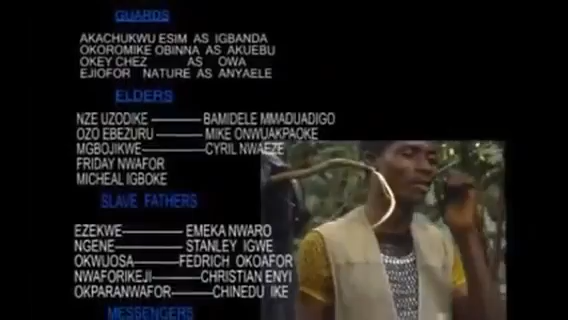 GUARDS
AKACHUKWU ESIM AS IGBANDA
OKOROMIKE OBINNA AS AKUEBU
OKEY CHEZ AS OWA
EJIOFOR NATURE AS ANYAELE
ELDERS
NZE UZODIKE BAMIDELE MMADUADIGO
OZO EBEZURU MIKE ONWUAKPAOKE
MGBOJIKWE CYRIL NWAEZE
FRIDAY NWAFOR
MICHEAL IGBOKE
SLAVE FATHERS
EZEKWE EMEKA NWARO
NGENE STANLEY IGWE
OKWUOSA FEDRICH OKOAFOR
NWAFORIKEJI CHRISTIAN ENYI
OKPARANWAFOR CHINEDU IKE
MESSENGERS